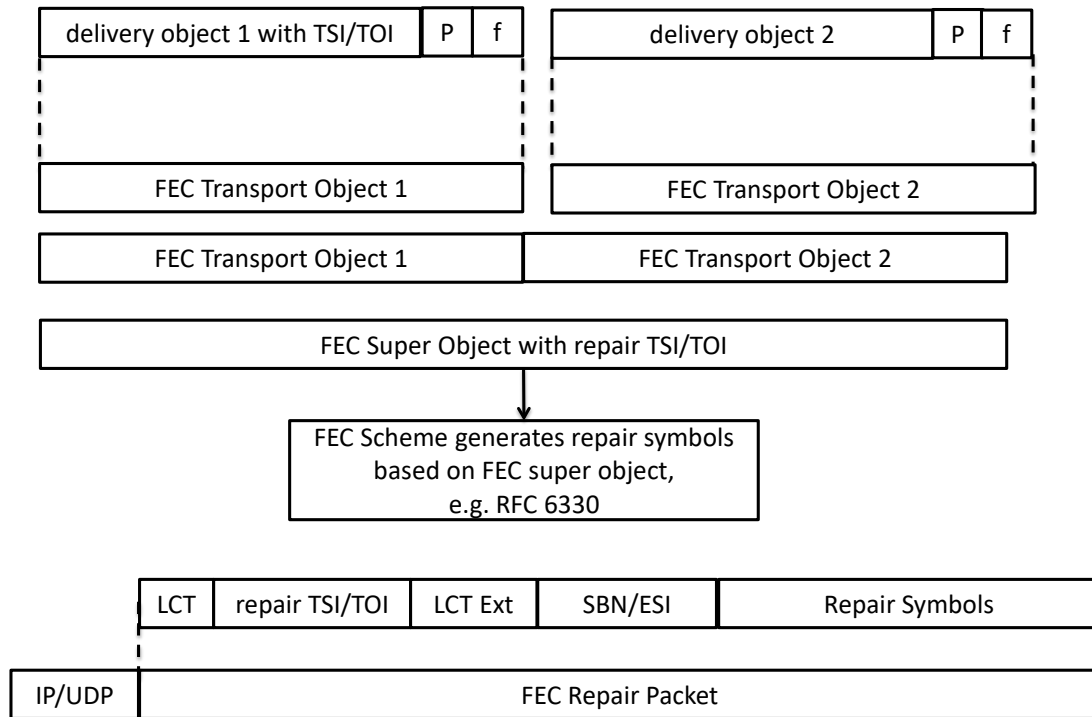 delivery object 1 with TSI/TOI P f delivery object 2 P f
FEC Transport Object 1 FEC Transport Object 2
FEC Transport Object 1 FEC Transport Object 2
FEC Super Object with repair TSI/TOI
FEC Scheme generates repair symbols
based on FEC super object,
e.g. RFC 6330
LCT repair TSI/TOI LCT Ext SBN/ESI Repair Symbols
IP/UDP FEC Repair Packet